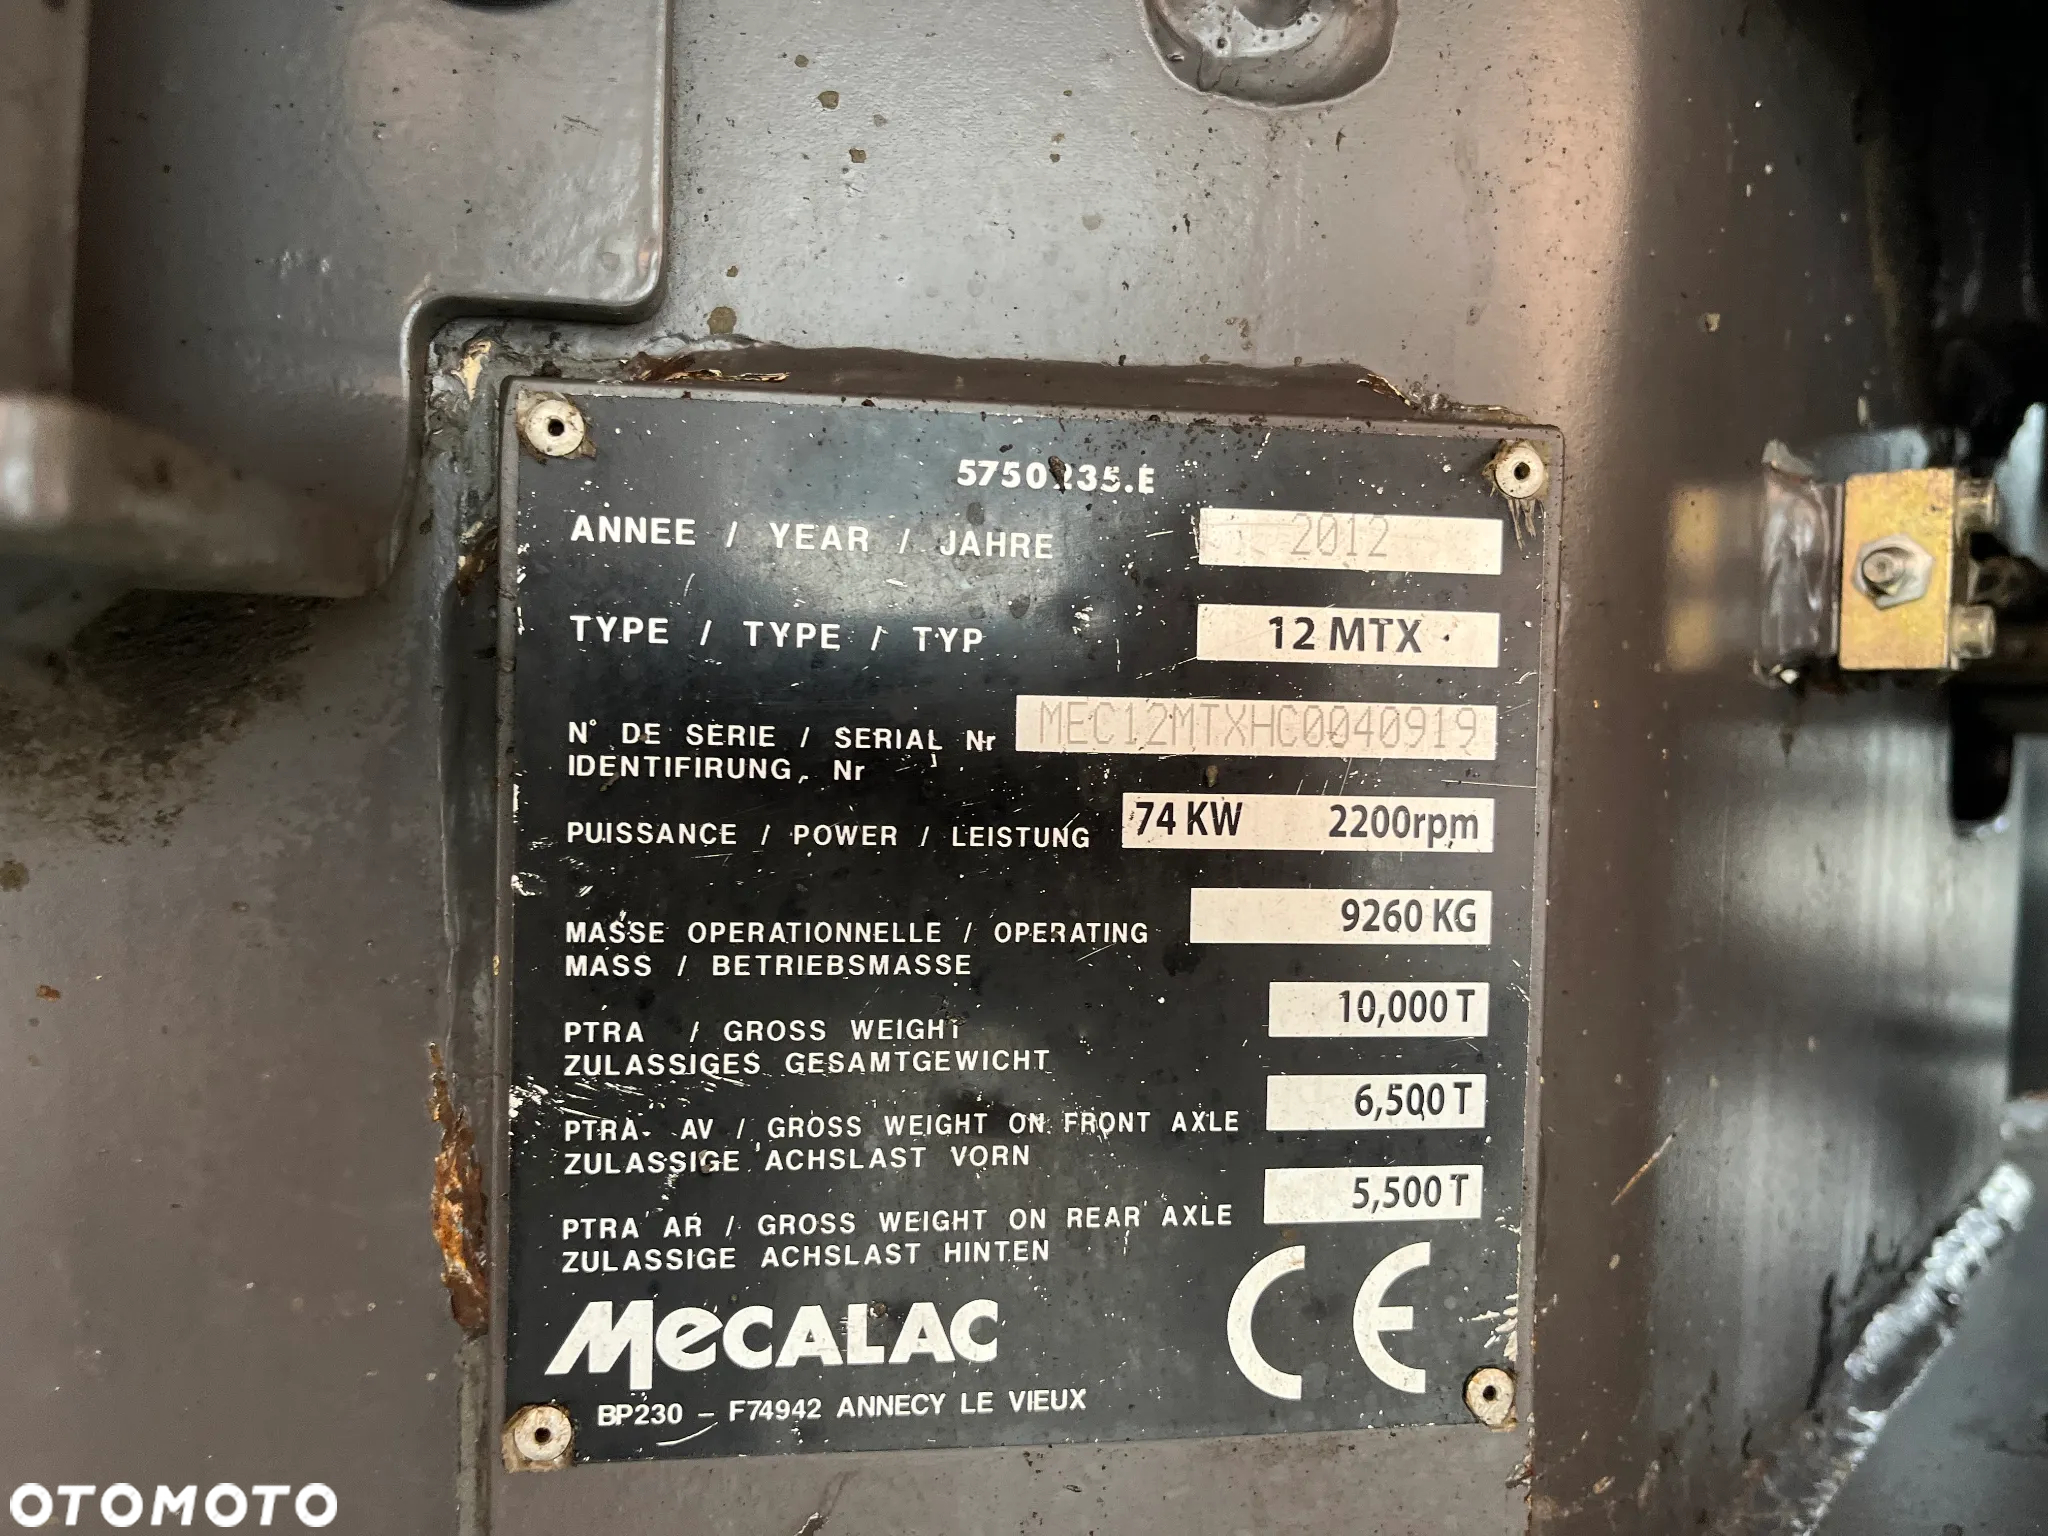 5750235.E
ANNEE / YEAR / JAHRE 2012
TYPE / TYPE / TYP 12 MTX
N° DE SERIE / SERIAL Nr MEC12MTXHC0040919
IDENTIFIRUNG. Nr
PUISSANCE / POWER / LEISTUNG 74 KW 2200rpm
MASSE OPERATIONNELLE / OPERATING 9260 KG
MASS / BETRIEBSMASSE
PTRA / GROSS WEIGHT 10,000 T
ZULASSIGES GESAMTGEWICHT
PTRA AV / GROSS WEIGHT ON FRONT AXLE 6,500 T
ZULASSIGE ACHSLAST VORN
PTRA AR / GROSS WEIGHT ON REAR AXLE 5,500 T
ZULASSIGE ACHSLAST HINTEN
MeCALAC CE
BP230 – F74942 ANNECY LE VIEUX
OTOMOTO